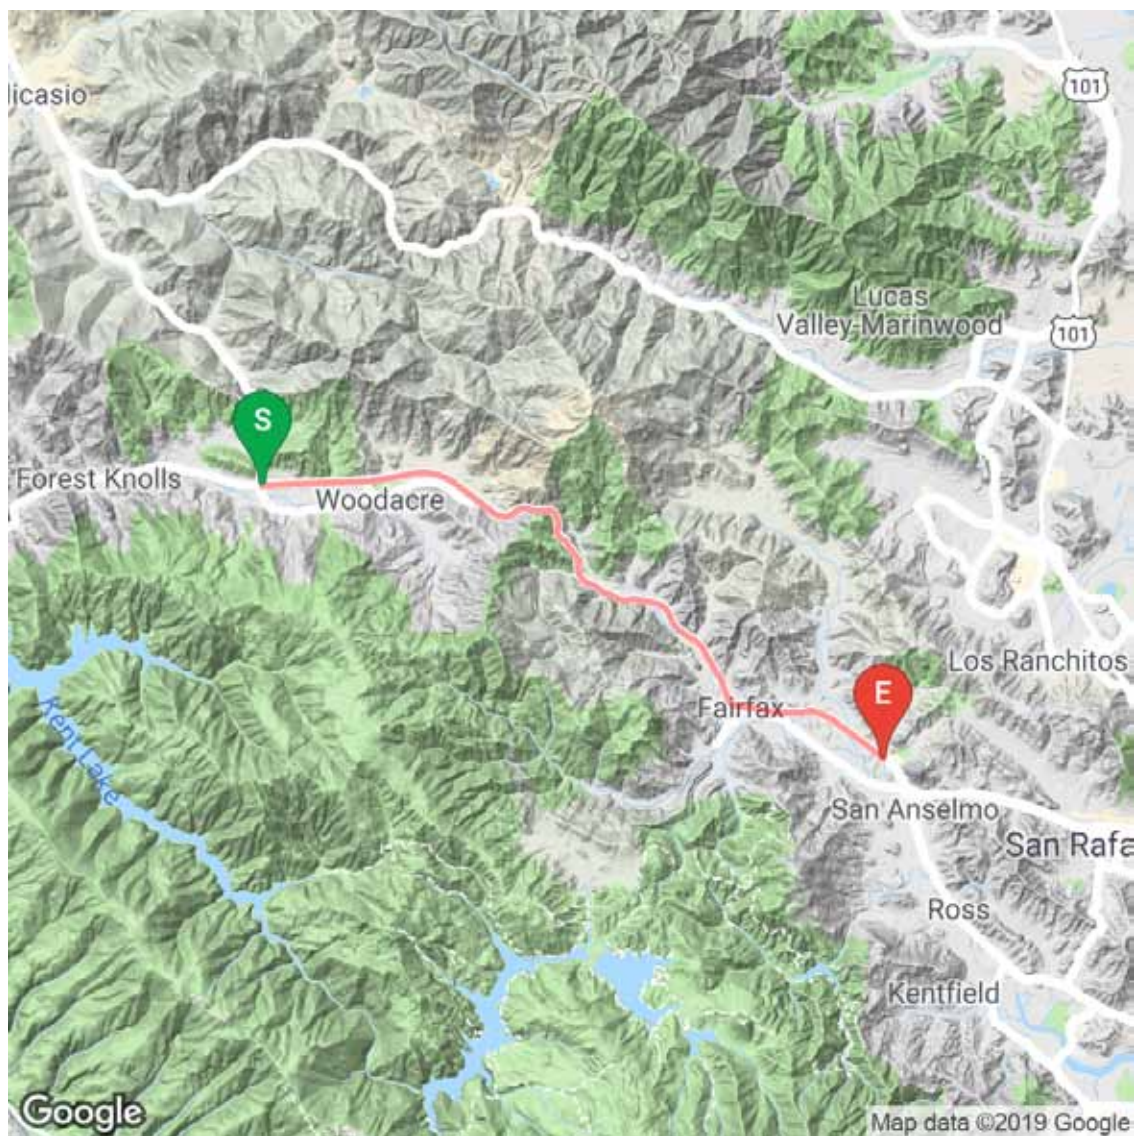 licasio
101
Lucas
Valley-Marinwood
101
S
Forest Knolls
Woodacre
Los Ranchitos
E
Fairfax
Kent Lake
San Anselmo
San Rafa
Ross
Kentfield
Google
Map data ©2019 Google